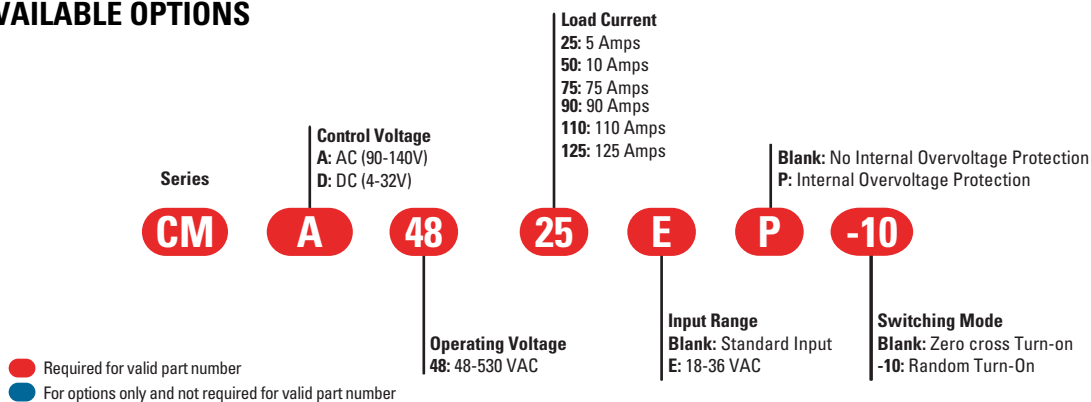 VAILABLE OPTIONS
Load Current
25: 5 Amps
50: 10 Amps
75: 75 Amps
90: 90 Amps
110: 110 Amps
125: 125 Amps
Control Voltage
A: AC (90-140V)
D: DC (4-32V)
Blank: No Internal Overvoltage Protection
P: Internal Overvoltage Protection
Series
CM A 48 25 E P -10
Operating Voltage
48: 48-530 VAC
Input Range
Blank: Standard Input
E: 18-36 VAC
Switching Mode
Blank: Zero cross Turn-on
-10: Random Turn-On
Required for valid part number
For options only and not required for valid part number